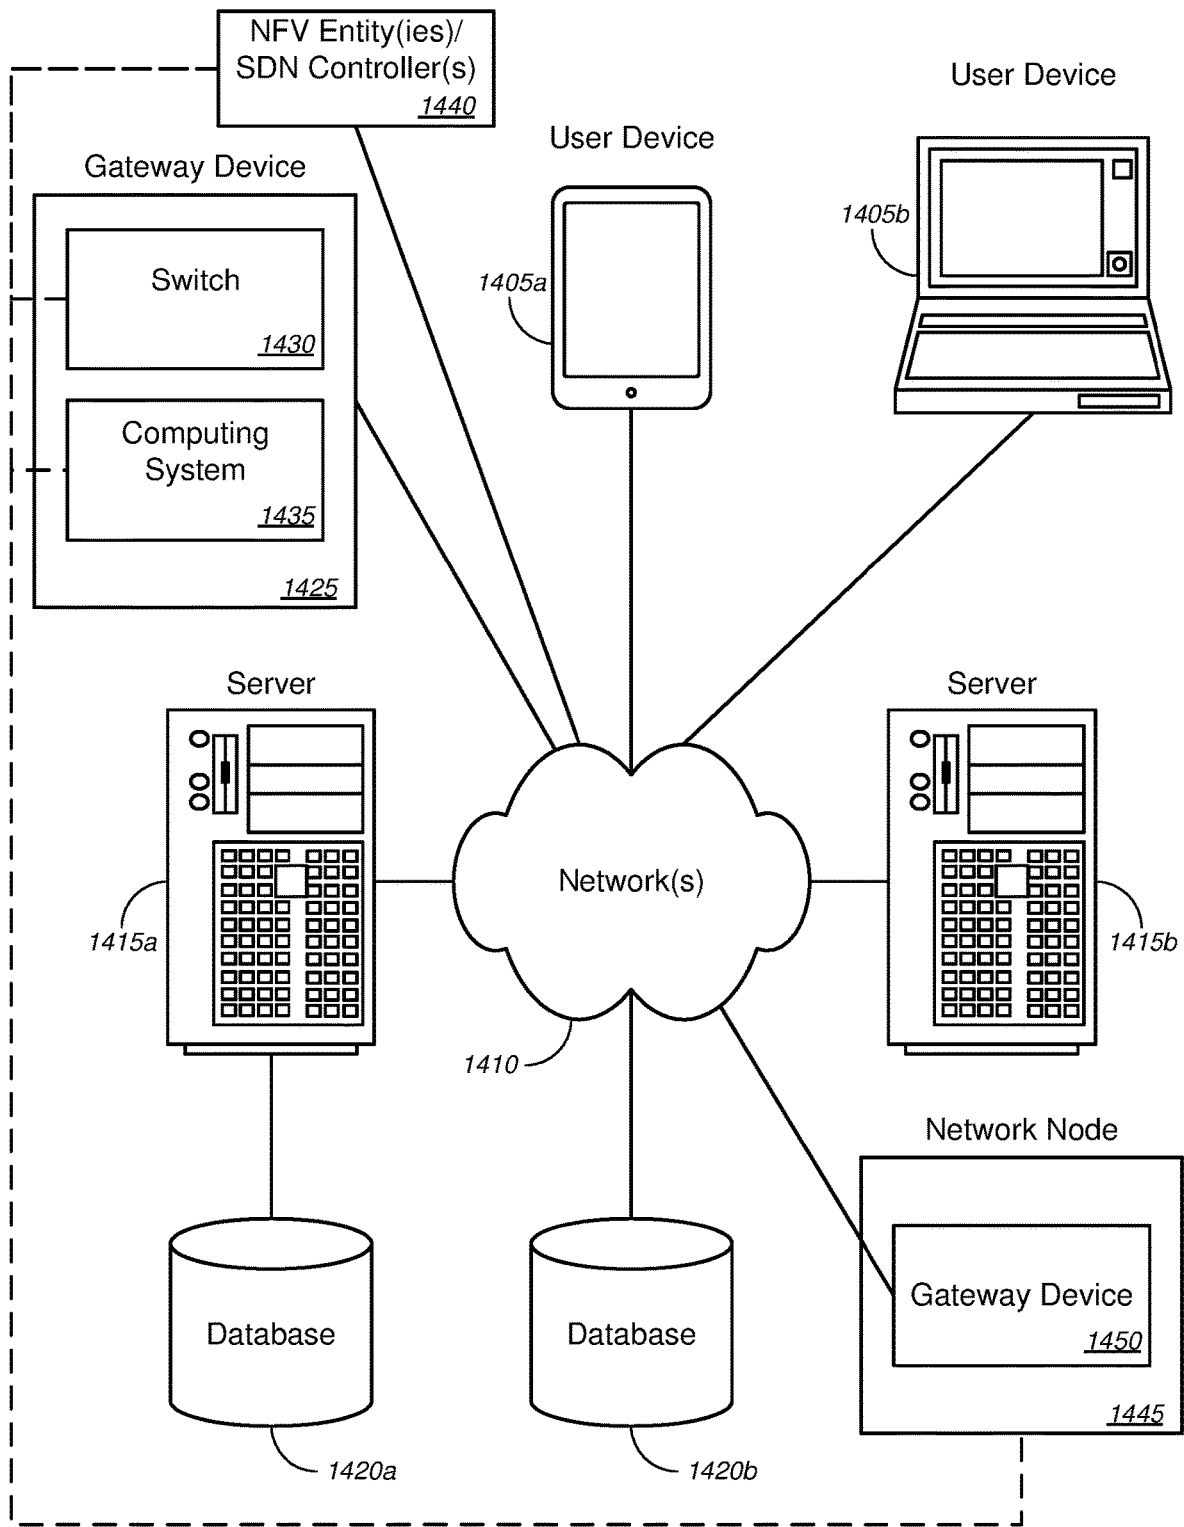 NFV Entity(ies)/
SDN Controller(s)
1440
User Device
User Device
Gateway Device
1405b
Switch
1405a
1430
Computing
System
1435
1425
Server
Server
Network(s)
1415a
1415b
1410
Network Node
Gateway Device
1450
Database
Database
1445
1420a
1420b